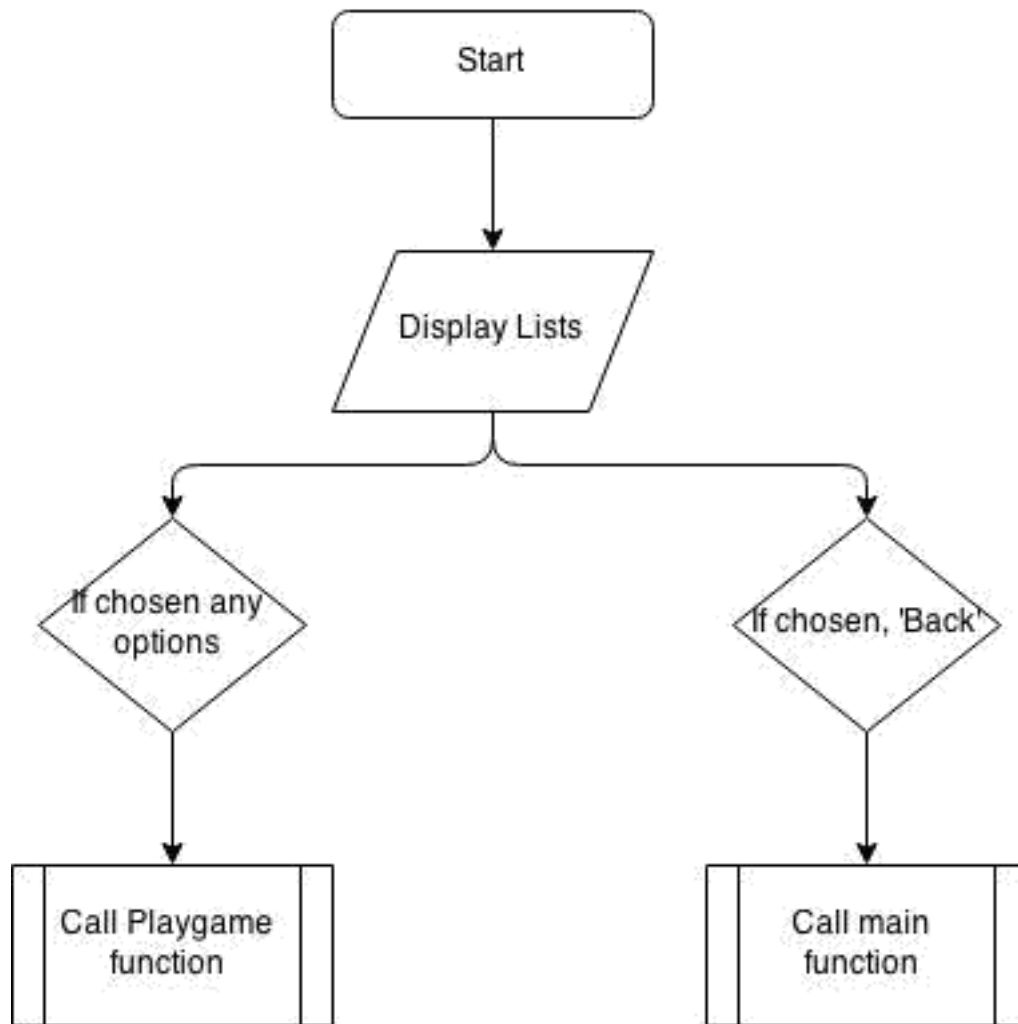 Start
Display Lists
If chosen any
options
If chosen, 'Back'
Call Playgame
function
Call main
function